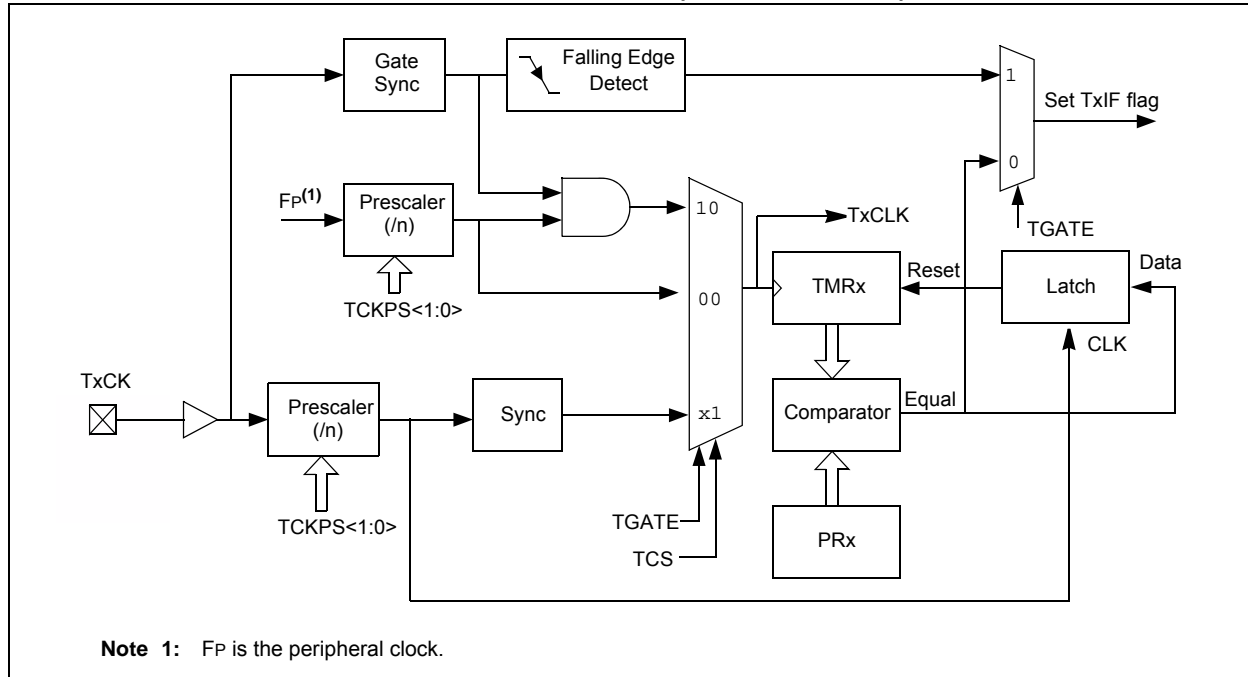 Gate
Sync
Falling Edge
Detect
1
Set TxIF flag
0
FP(1)
Prescaler
(/n)
10
TxCLK
TGATE
TCKPS<1:0>
00
TMRx
Reset
Latch
Data
CLK
TxCK
Prescaler
(/n)
Sync
x1
Comparator
Equal
TCKPS<1:0>
TGATE
TCS
PRx
Note 1: FP is the peripheral clock.